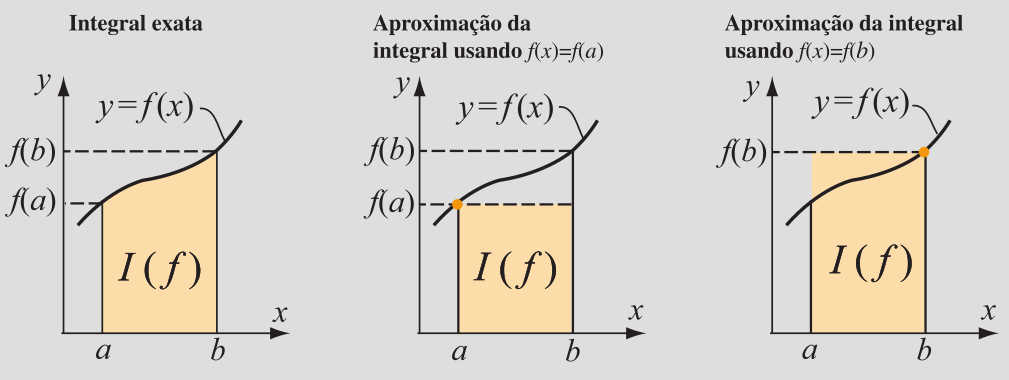 Integral exata
y
y=f(x)
f(b)
f(a)
I(f)
x
a
b
Aproximação da
integral usando f(x)=f(a)
y
y=f(x)
f(b)
f(a)
I(f)
x
a
b
Aproximação da integral
usando f(x)=f(b)
y
y=f(x)
f(b)
I(f)
x
a
b